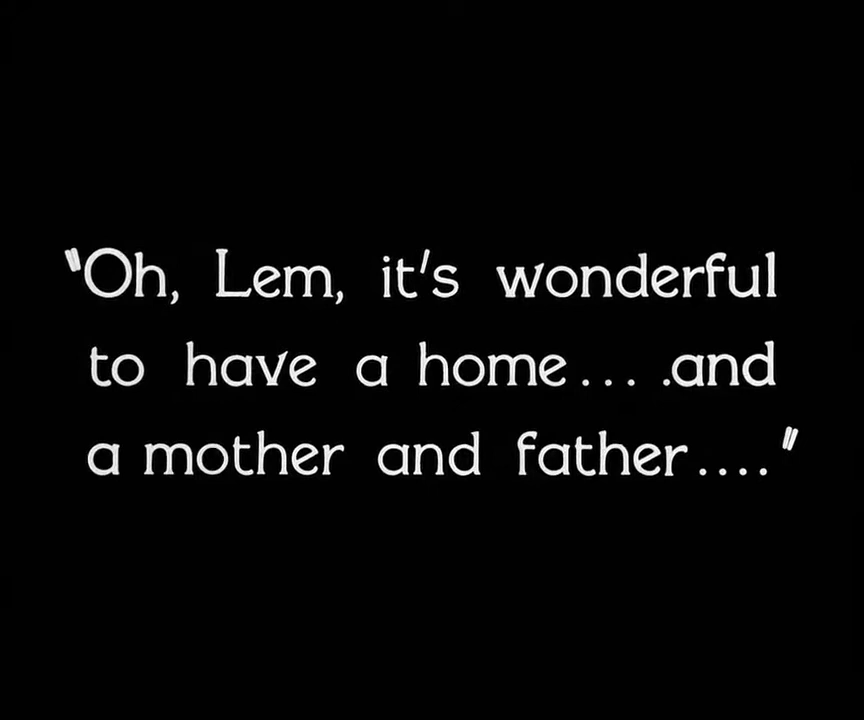 "Oh, Lem, it's wonderful
to have a home... .and
a mother and father...."